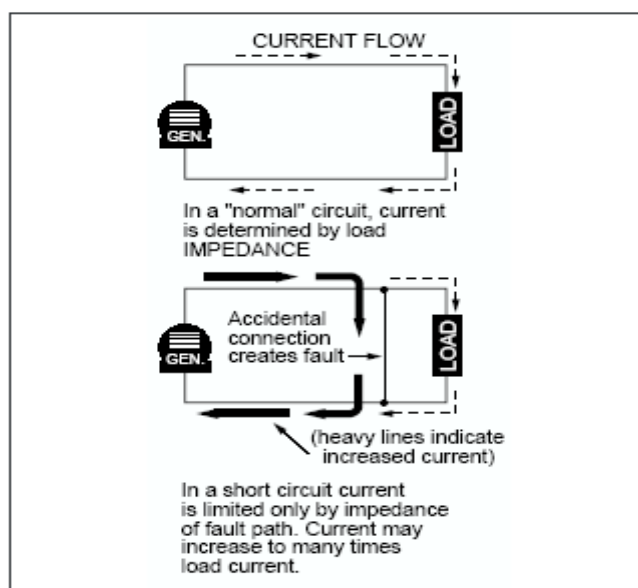 CURRENT FLOW
GEN.
LOAD
In a "normal" circuit, current
is determined by load
IMPEDANCE
Accidental
connection
creates fault
GEN.
LOAD
(heavy lines indicate
increased current)
In a short circuit current
is limited only by impedance
of fault path. Current may
increase to many times
load current.